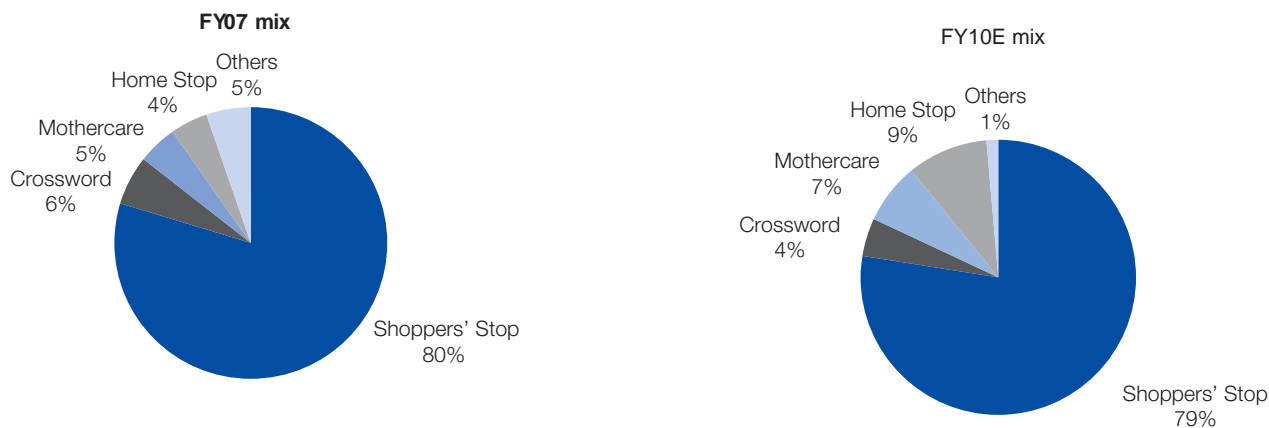 FY07 mix
Others
5%
Home Stop
4%
Mothercare
5%
Crossword
6%
Shoppers’ Stop
80%
FY10E mix
Others
1%
Home Stop
9%
Mothercare
7%
Crossword
4%
Shoppers’ Stop
79%